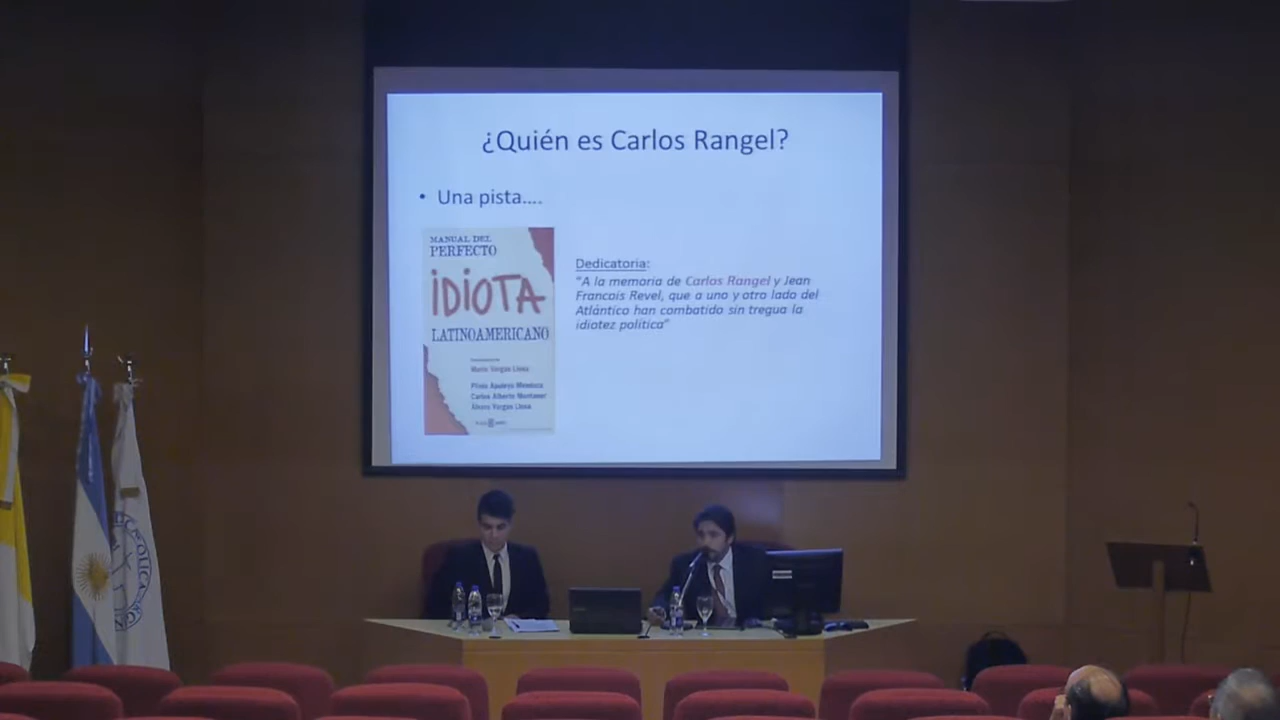 ¿Quién es Carlos Rangel?
• Una pista....
MANUAL DEL
PERFECTO
iDiOTA
LATINOAMERICANO
Mario Vargas Llosa
Plinio Apuleyo Mendoza
Carlos Alberto Montaner
Álvaro Vargas Llosa
Dedicatoria:
"A la memoria de Carlos Rangel y Jean
Francois Revel, que a uno y otro lado del
Atlántico han combatido sin tregua la
idiotez política"
CATOLICA